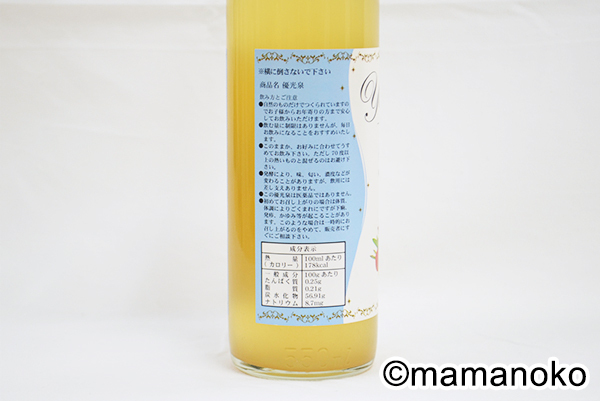 ※横に倒さないで下さい
商品名 優光泉
飲み方とご注意
●自然のものだけでつくられていますの
でお子様からお年寄りの方まで安心
してお飲みいただけます。
●飲む量に制限はありませんが、毎日
お飲みになることをおすすめいたし
ます。
●このままか、お好みに合わせてうす
めてお飲み下さい。ただし70度以
上の熱いものと混ぜるのはお避け下
さい。
●発酵により、味、匂い、濃度などが
変わることがありますが、飲用には
差し支えありません。
●この優光泉は医薬品ではありません。
●初めてお召し上がりの場合は体質、
体調によりごくまれにですが下痢、
発疹、かゆみ等が起こることがあり
ます。このような場合は一時的にお
召し上がるのをやめて、販売者にす
ぐにご相談下さい。
成分表示
熱量 100mlあたり
(カロリー) 178kcal
一般成分 100gあたり
たんぱく質 0.25g
脂質 0.21g
炭水化物 56.91g
ナトリウム 8.7mg
©mamanoko